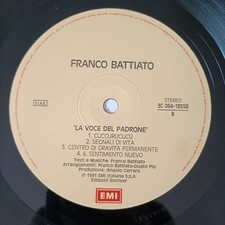 FRANCO BATTIATO
S.I.A.E.
STEREO
3C 064-18558
B
"LA VOCE DEL PADRONE"
1. CUCCURUCUCÙ
2. SEGNALI DI VITA
3. CENTRO DI GRAVITÀ PERMANENTE
4. IL SENTIMENTO NUEVO
Testi e Musiche: Franco Battiato
Arrangiamenti: Franco Battiato-Giusto Pio
Produzione: Angelo Carrara
℗ 1981 EMI Italiana S.p.A.
Edizioni
EMI